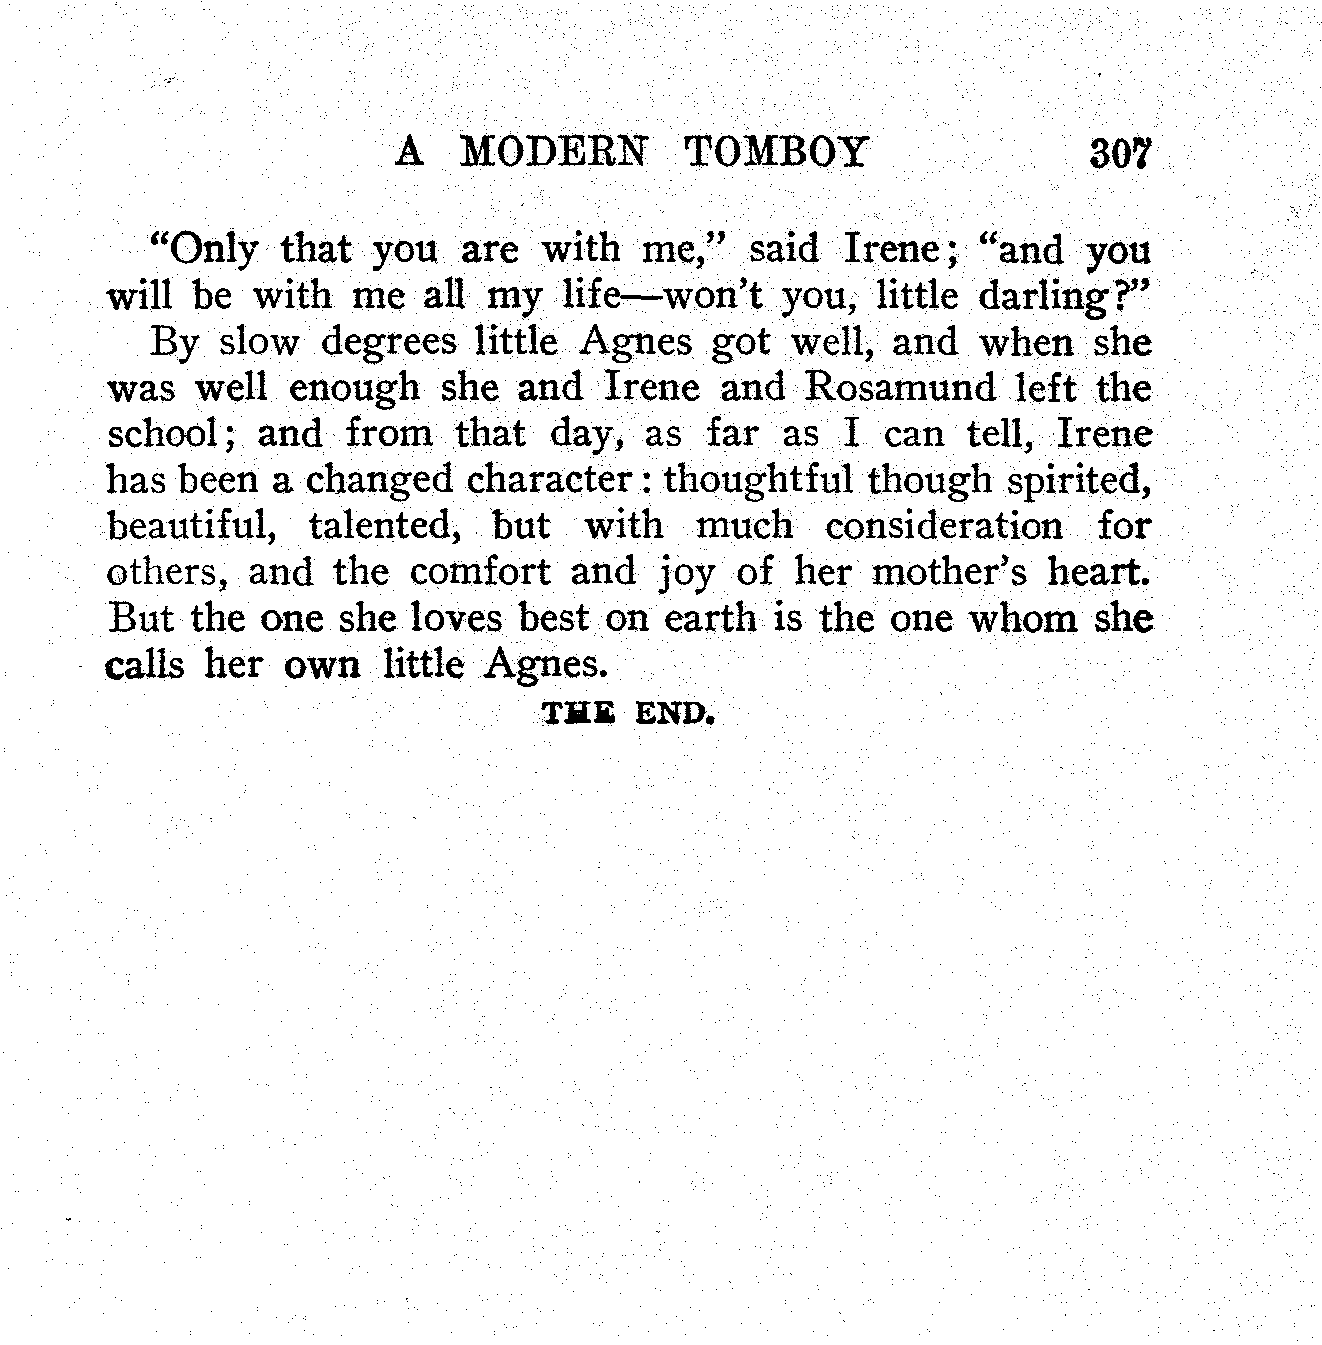 A MODERN TOMBOY 307
“Only that you are with me,” said Irene; “and you
will be with me all my life—won't you, little darling?”
By slow degrees little Agnes got well, and when she
was well enough she and Irene and Rosamund left the
school; and from that day, as far as I can tell, Irene
has been a changed character: thoughtful though spirited,
beautiful, talented, but with much consideration for
others, and the comfort and joy of her mother's heart.
But the one she loves best on earth is the one whom she
calls her own little Agnes.
THE END.